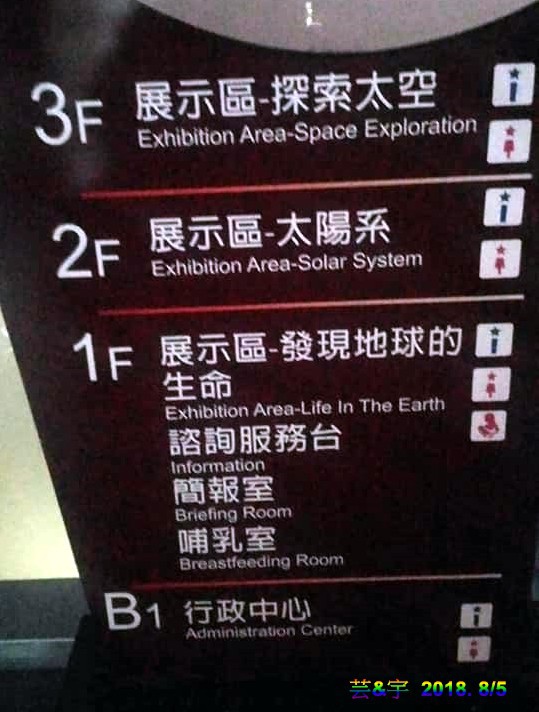 3F 展示區-探索太空
Exhibition Area-Space Exploration
2F 展示區-太陽系
Exhibition Area-Solar System
1F 展示區-發現地球的
生命
Exhibition Area-Life In The Earth
諮詢服務台
Information
簡報室
Briefing Room
哺乳室
Breastfeeding Room
B1 行政中心
Administration Center
芸&宇 2018. 8/5